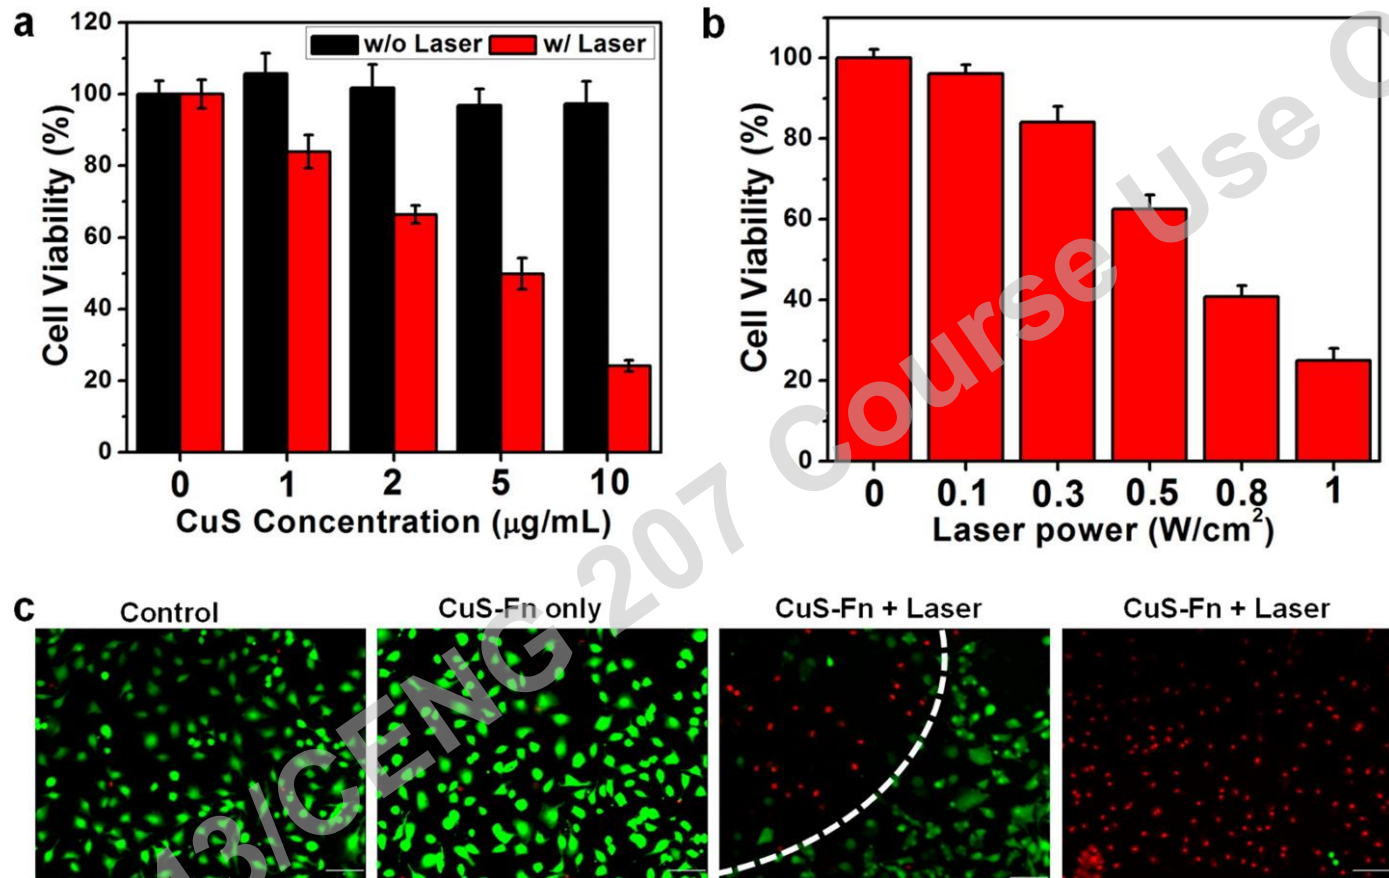 a
120
100
80
60
40
20
0
Cell Viability (%)
w/o Laser w/ Laser
0 1 2 5 10
CuS Concentration (μg/mL)
b
100
80
60
40
20
0
Cell Viability (%)
0 0.1 0.3 0.5 0.8 1
Laser power (W/cm²)
c
Control
CuS-Fn only
CuS-Fn + Laser
CuS-Fn + Laser
13/CENG 207 Course Use